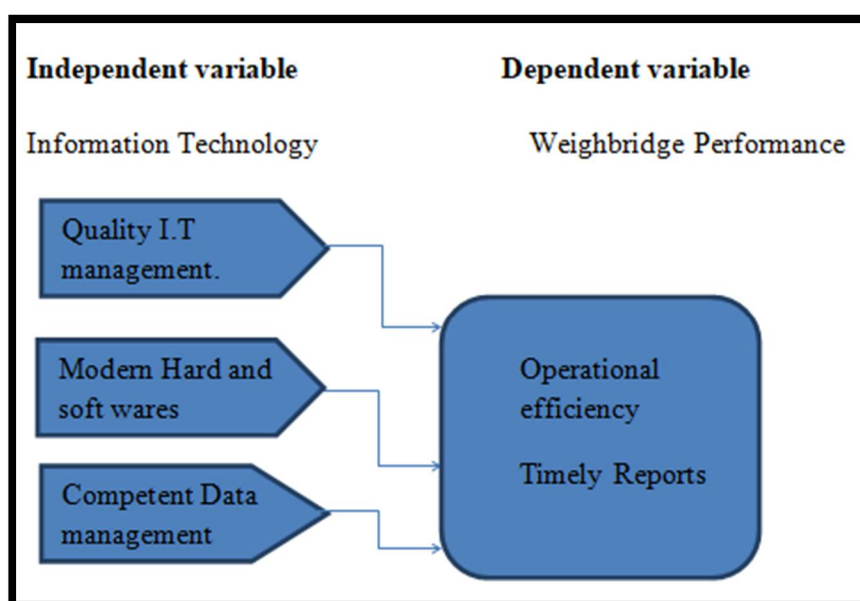 Independent variable
Dependent variable
Information Technology
Weighbridge Performance
Quality I.T
management.
Modern Hard and
soft wares
Competent Data
management
Operational
efficiency
Timely Reports